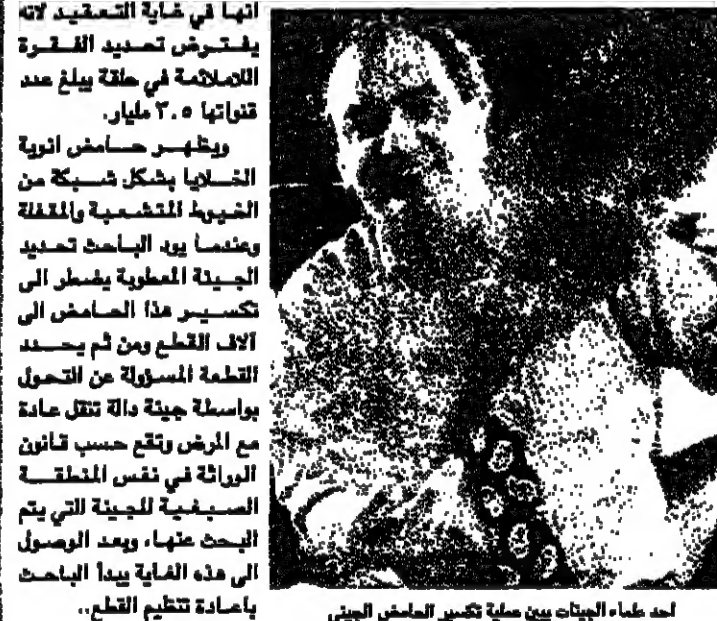 انها في غاية التعقيد لانه
يفترض تحديد الفقرة
اللاملائمة في حلقة يبلغ عدد
قنواتها ٣.٥ مليار.
ويظهر حامض انوية
الخلايا بشكل شبكة من
الخيوط المتشعبة والمقفلة
وعندما يود الباحث تحديد
الجينة المعطوبة يضطر الى
تكسير هذا الحامض الى
آلاف القطع ومن ثم يحدد
القطعة المسؤولة عن التحول
بواسطة جينة دالة تنقل عادة
مع المرض وتقع حسب قانون
الوراثة في نفس المنطقة
الصبغية للجينة التي يتم
البحث عنها، وبعد الوصول
الى هذه الغاية يبدأ الباحث
باعادة تنظيم القطع..
احد علماء الجينات يبين عملية تكسير الحامض الجيني